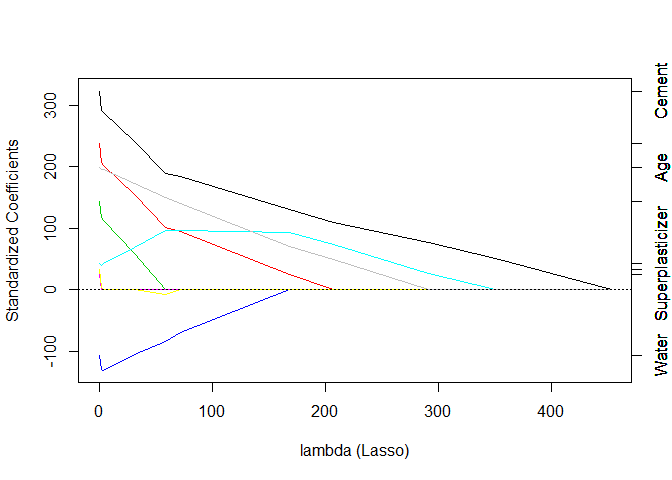 Standardized Coefficients
300
200
100
0
-100
0
100
200
300
400
lambda (Lasso)
Cement
Age
Superplasticizer
Water